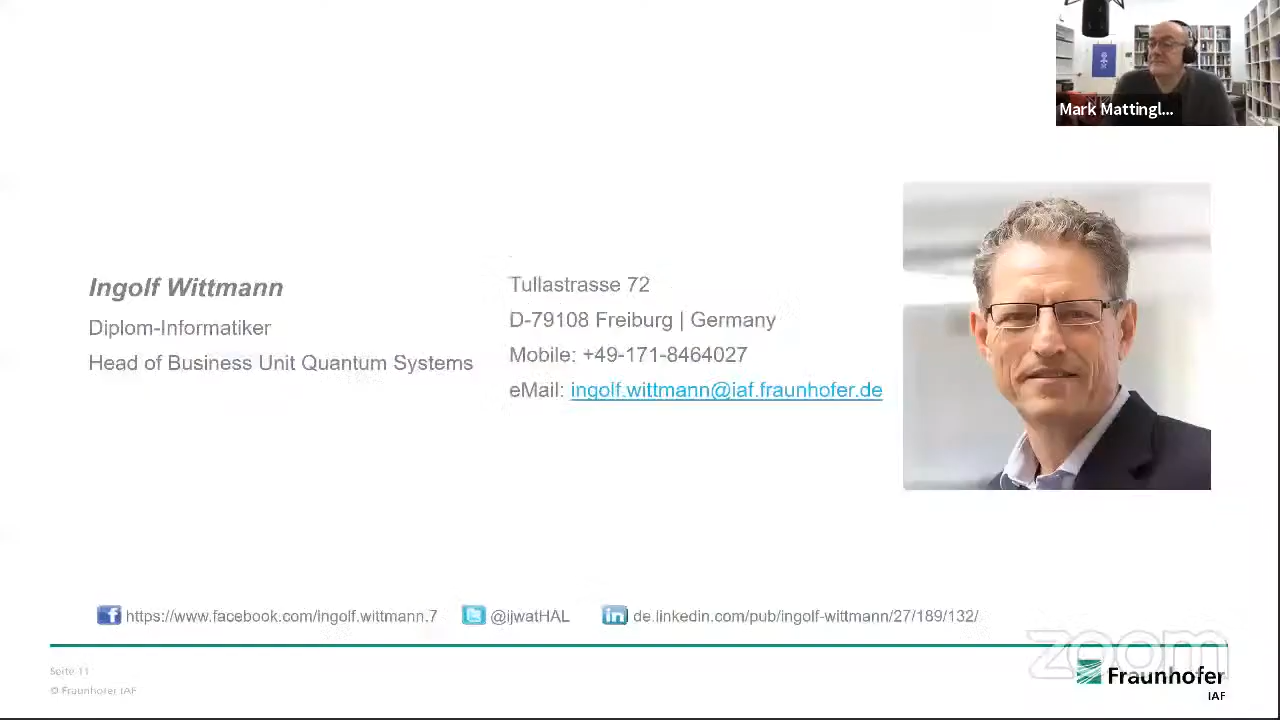 Mark Mattingl...
Ingolf Wittmann
Diplom-Informatiker
Head of Business Unit Quantum Systems
Tullastrasse 72
D-79108 Freiburg | Germany
Mobile: +49-171-8464027
eMail: ingolf.wittmann@iaf.fraunhofer.de
https://www.facebook.com/ingolf.wittmann.7
@ijwatHAL
in de.linkedin.com/pub/ingolf-wittmann/27/189/132/
zoom
Seite 11
© Fraunhofer IAF
Fraunhofer
IAF